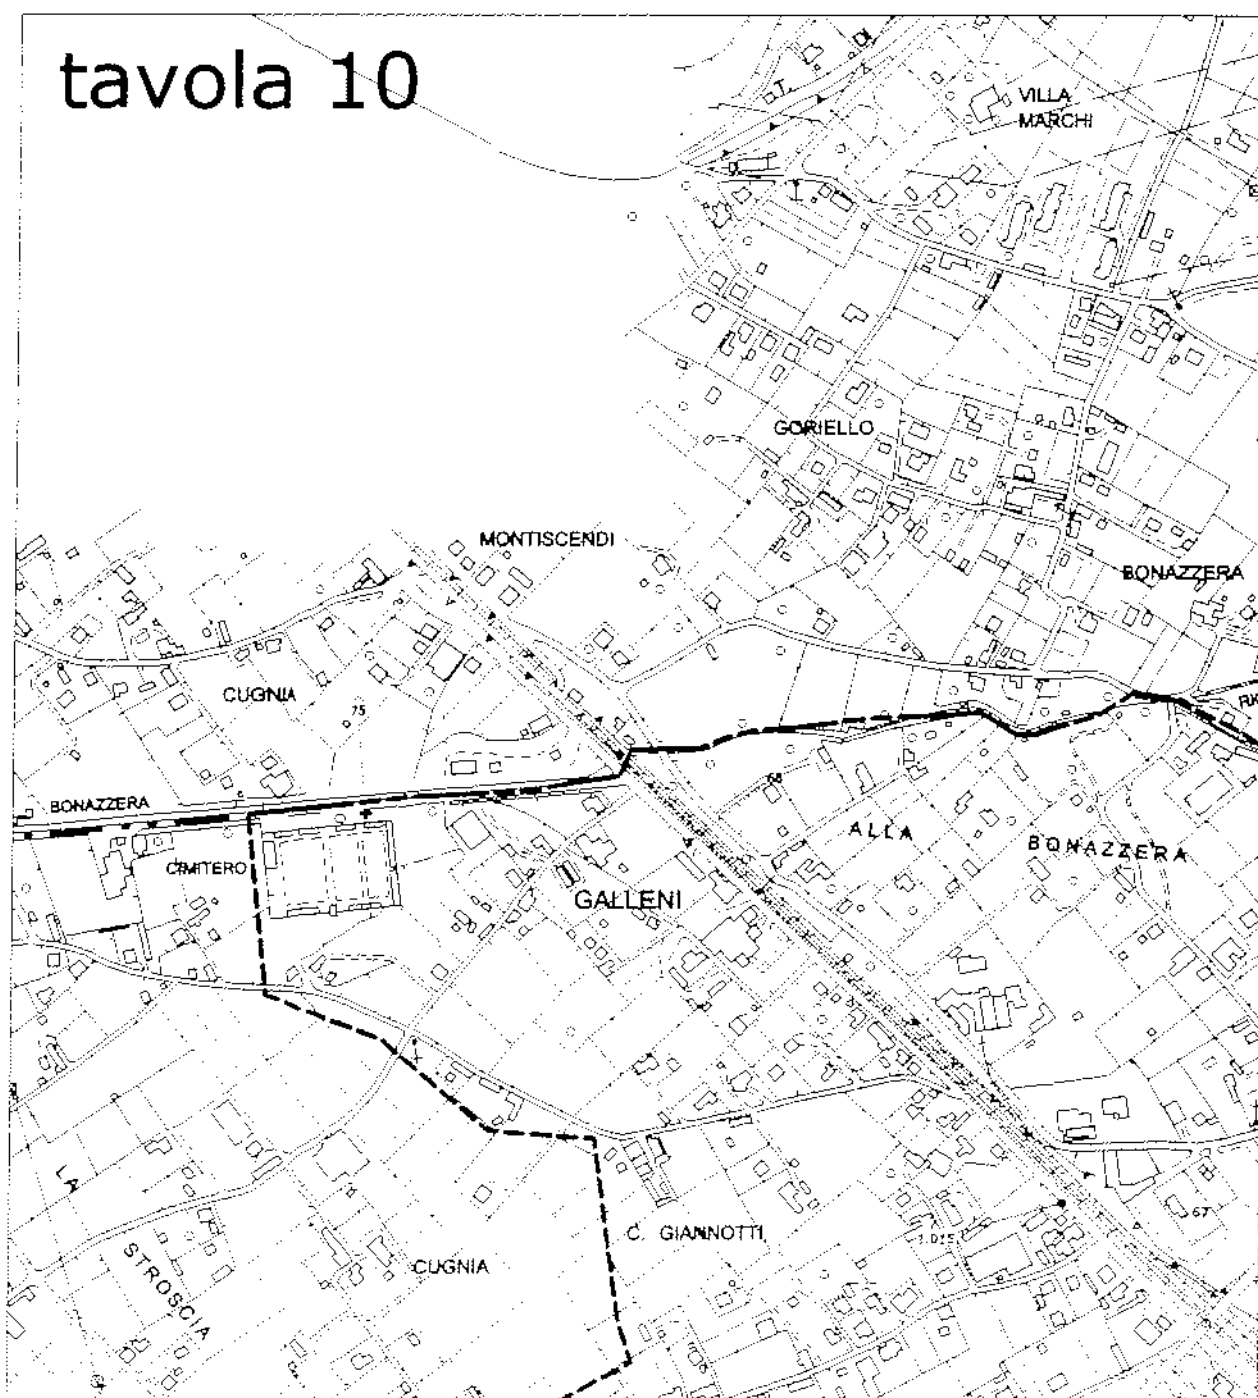 tavola 10
VILLA
MARCHI
GORIELLO
MONTISCENDI
BONAZZERA
CUGNIA
75
BONAZZERA
68
ALLA
BONAZZERA
CIMITERO
GALLENI
LA
STROSCIA
CUGNIA
C. GIANNOTTI
67